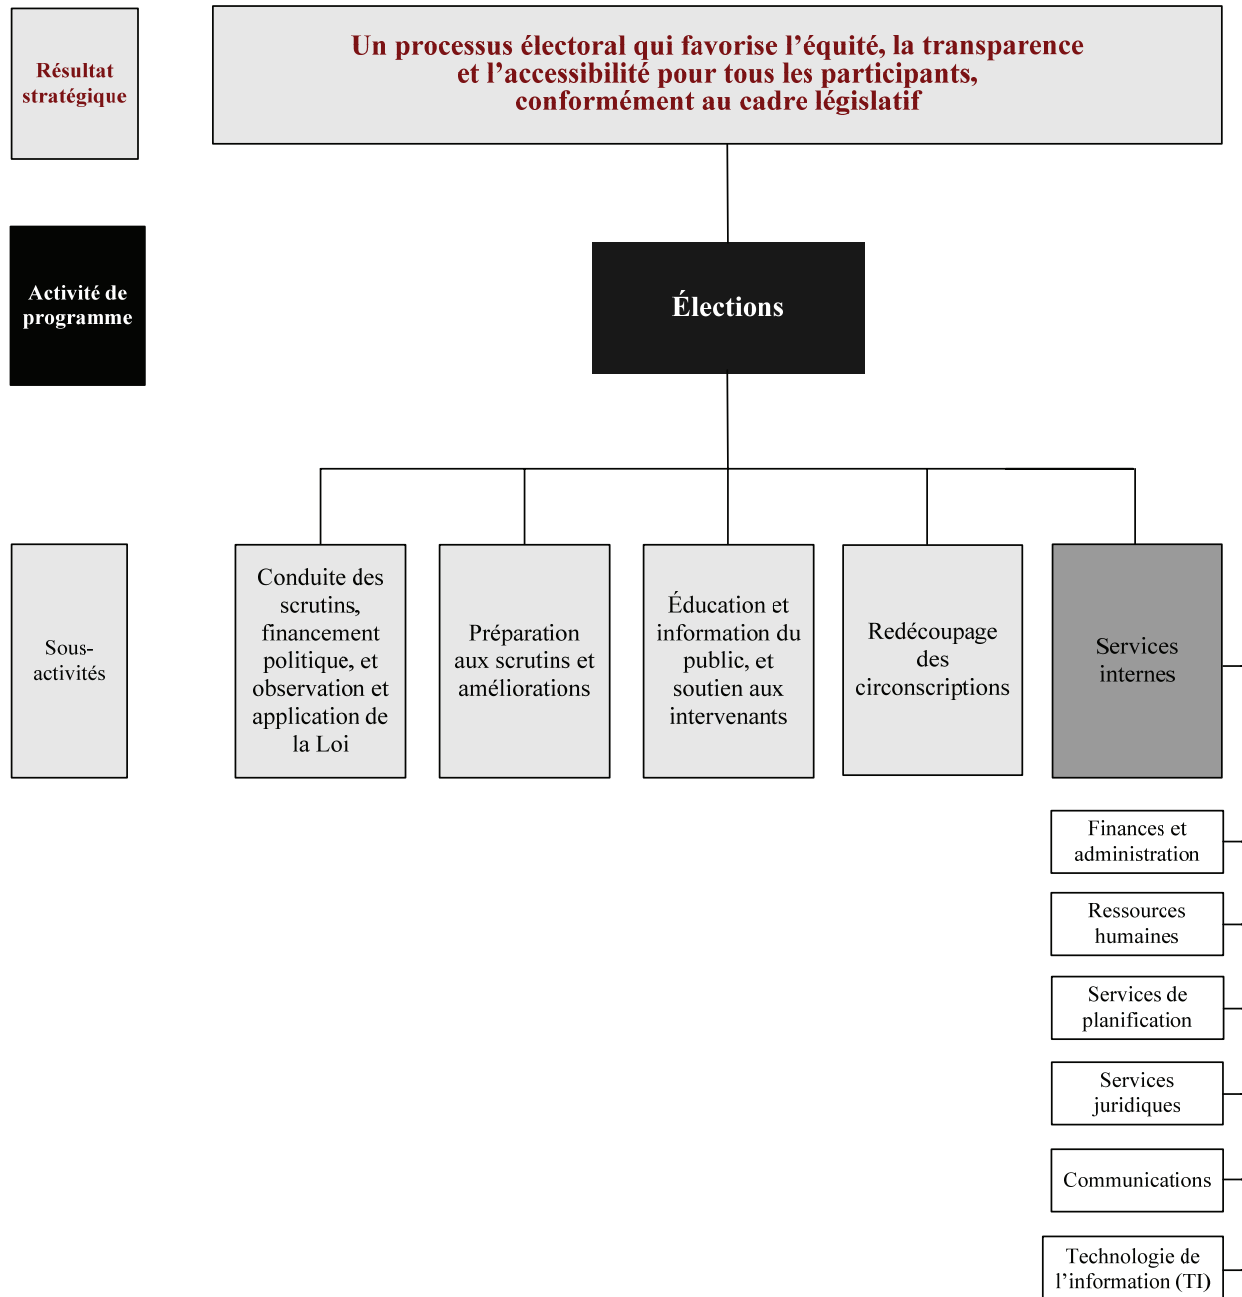 Résultat
stratégique
Un processus électoral qui favorise l’équité, la transparence
et l’accessibilité pour tous les participants,
conformément au cadre législatif
Activité de
programme
Élections
Sous-
activités
Conduite des
scrutins,
financement
politique, et
observation et
application de
la Loi
Préparation
aux scrutins et
améliorations
Éducation et
information du
public, et
soutien aux
intervenants
Redécoupage
des
circonscriptions
Services
internes
Finances et
administration
Ressources
humaines
Services de
planification
Services
juridiques
Communications
Technologie de
l’information (TI)